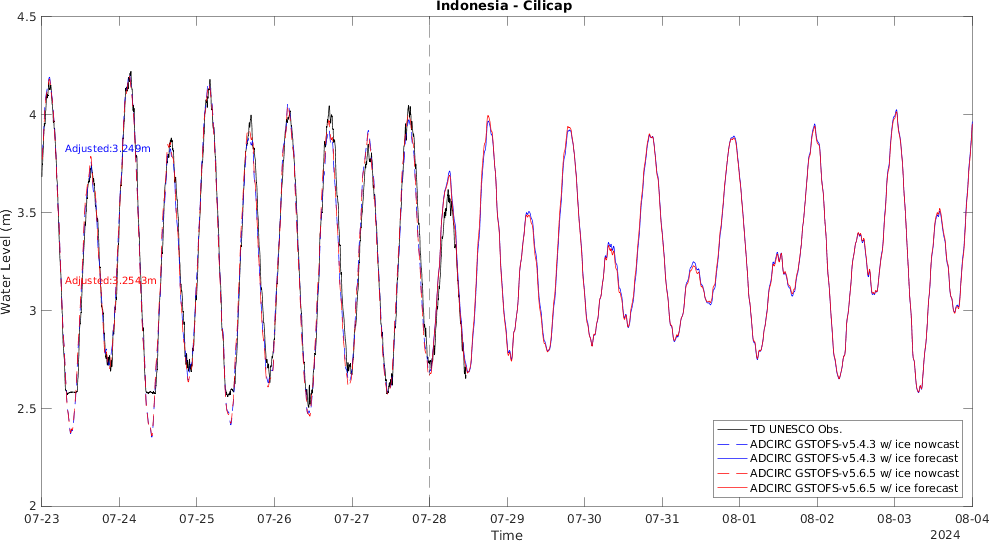 Indonesia - Cilicap
4.5
4
3.5
3
2.5
2
Water Level (m)
Adjusted:3.249m
Adjusted:3.2543m
TD UNESCO Obs.
ADCIRC GSTOFS-v5.4.3 w/ ice nowcast
ADCIRC GSTOFS-v5.4.3 w/ ice forecast
ADCIRC GSTOFS-v5.6.5 w/ ice nowcast
ADCIRC GSTOFS-v5.6.5 w/ ice forecast
07-23 07-24 07-25 07-26 07-27 07-28 07-29 07-30 07-31 08-01 08-02 08-03 08-04
Time
2024